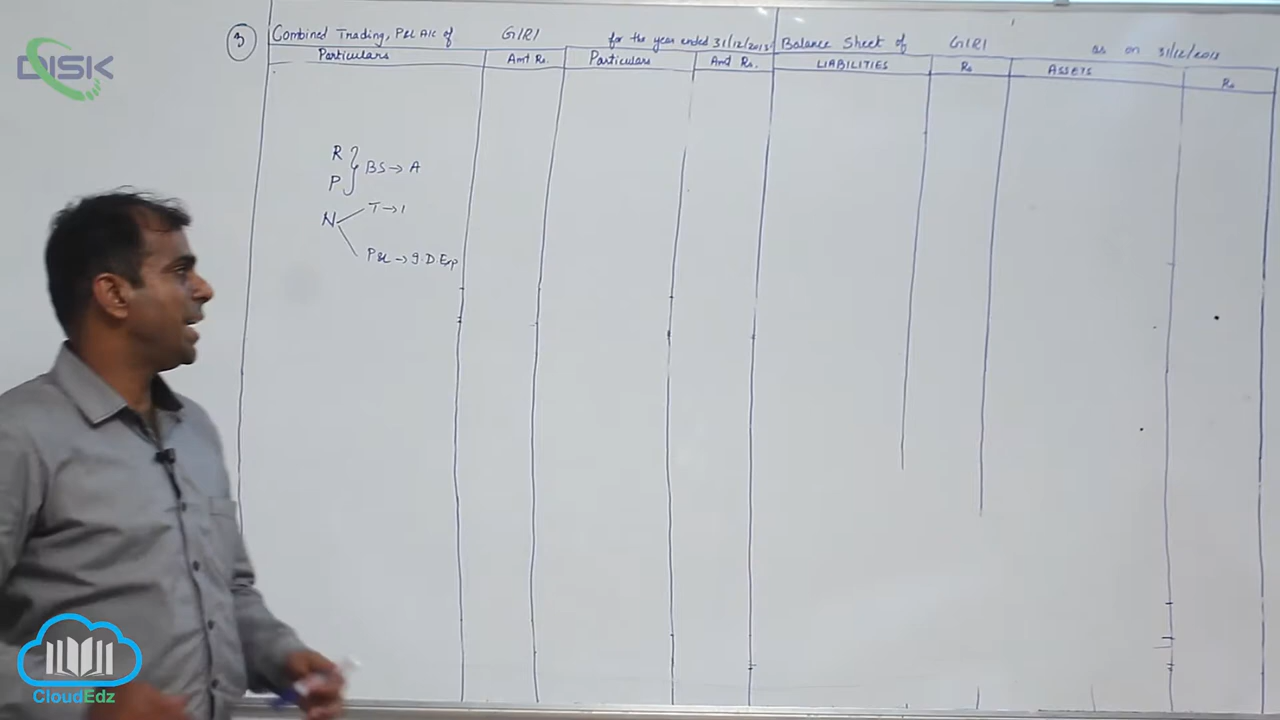 DISK
3
Combined Trading, P&L A/c of GIRI for the year ended 31/12/2013
Balance Sheet of GIRI as on 31/12/2013
Particulars Amt Rs. Particulars Amt Rs. LIABILITIES Rs ASSETS Rs
R
P
BS → A
N
T → I
P&L → I.D.Exp
CloudEdz